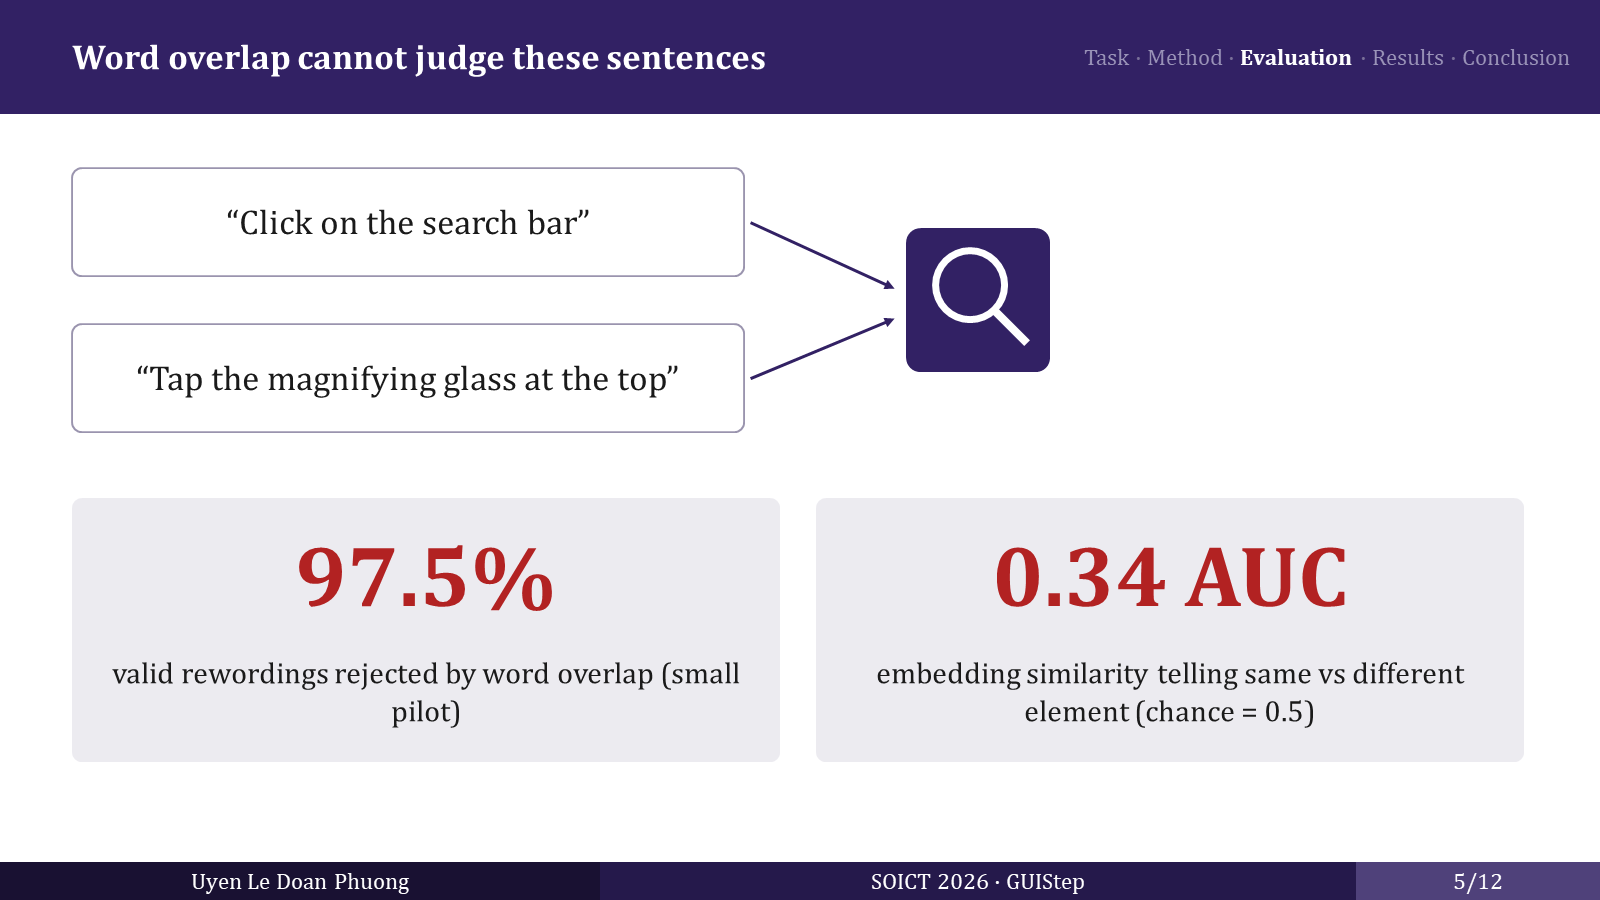 Word overlap cannot judge these sentences
Task · Method · Evaluation · Results · Conclusion
“Click on the search bar”
“Tap the magnifying glass at the top”
97.5%
valid rewordings rejected by word overlap (small
pilot)
0.34 AUC
embedding similarity telling same vs different
element (chance = 0.5)
Uyen Le Doan Phuong
SOICT 2026 · GUIStep
5/12